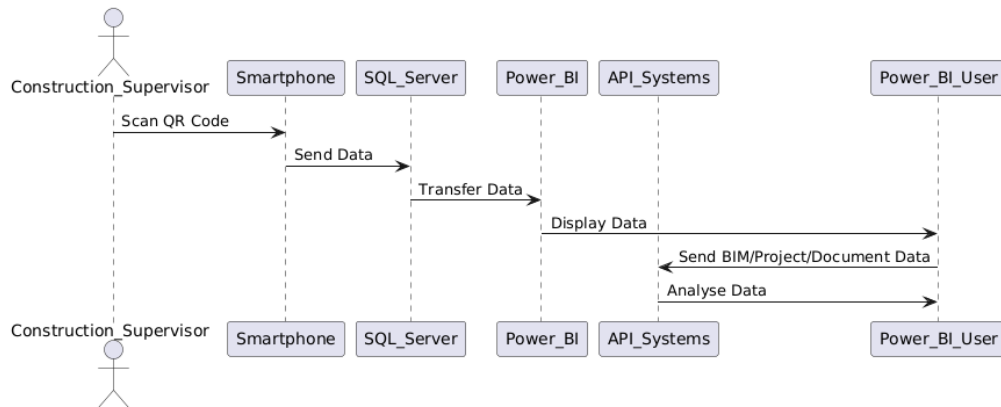 Construction_Supervisor
Smartphone
SQL_Server
Power_BI
API_Systems
Power_BI_User
Scan QR Code
Send Data
Transfer Data
Display Data
Send BIM/Project/Document Data
Analyse Data
Construction_Supervisor
Smartphone
SQL_Server
Power_BI
API_Systems
Power_BI_User